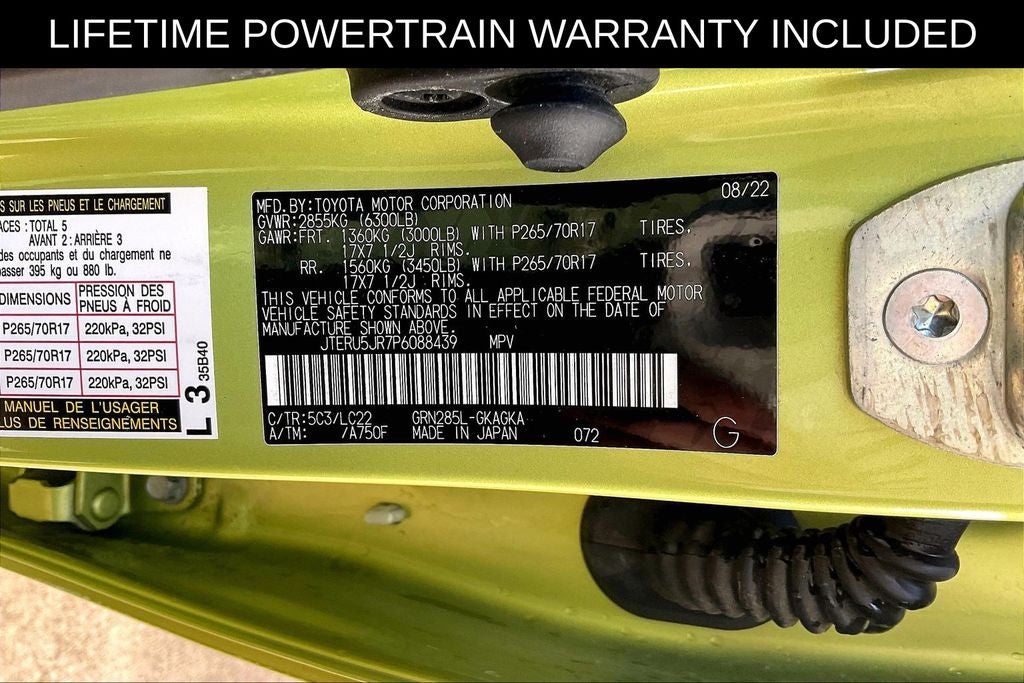 LIFETIME POWERTRAIN WARRANTY INCLUDED
SUR LES PNEUS ET LE CHARGEMENT
: TOTAL 5
AVANT 2 : ARRIÈRE 3
des occupants et du chargement ne
395 kg ou 880 lb.
DIMENSIONS PRESSION DES PNEUS À FROID
P265/70R17 220kPa, 32PSI
P265/70R17 220kPa, 32PSI
P265/70R17 220kPa, 32PSI
MANUEL DE L'USAGER
DE RENSEIGNEMENTS
L 3 35B40
MFD. BY:TOYOTA MOTOR CORPORATION 08/22
GVWR:2855KG (6300LB)
GAWR:FRT. 1360KG (3000LB) WITH P265/70R17 TIRES,
17X7 1/2J RIMS.
RR. 1560KG (3450LB) WITH P265/70R17 TIRES,
17X7 1/2J RIMS.
THIS VEHICLE CONFORMS TO ALL APPLICABLE FEDERAL MOTOR
VEHICLE SAFETY STANDARDS IN EFFECT ON THE DATE OF
MANUFACTURE SHOWN ABOVE.
JTERU5JR7P6088439 MPV
C/TR:5C3/LC22 GRN285L-GKAGKA
A/TM: /A750F MADE IN JAPAN 072 G